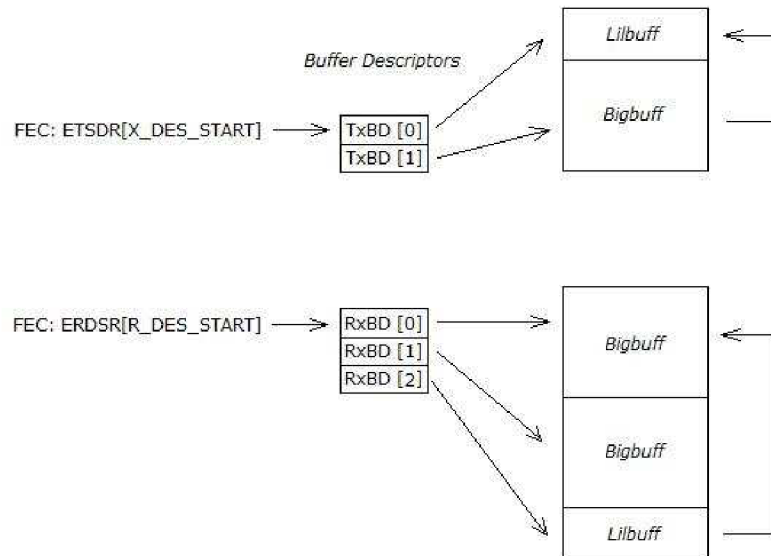 Lilbuff
Buffer Descriptors
Bigbuff
FEC: ETSDR[X_DES_START]
TxBD [0]
TxBD [1]
FEC: ERDSR[R_DES_START]
RxBD [0]
RxBD [1]
RxBD [2]
Bigbuff
Bigbuff
Lilbuff